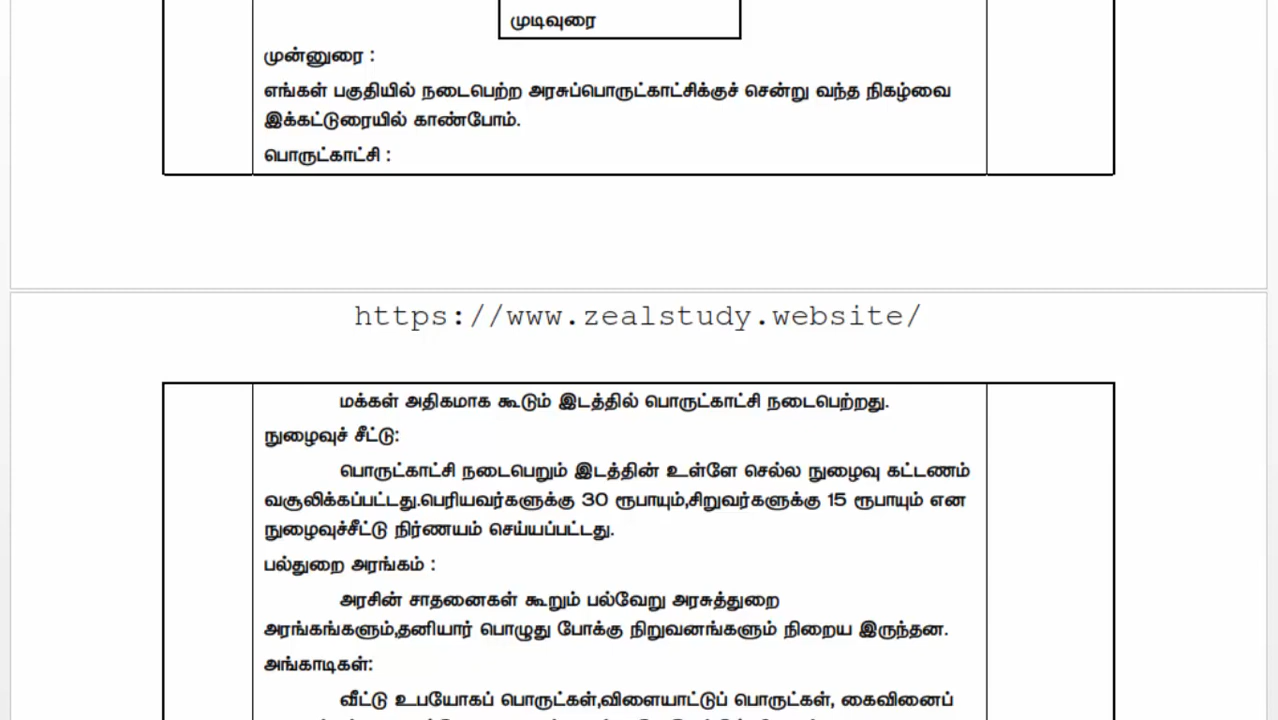 முடிவுரை
முன்னுரை :
எங்கள் பகுதியில் நடைபெற்ற அரசுப்பொருட்காட்சிக்குச் சென்று வந்த நிகழ்வை
இக்கட்டுரையில் காண்போம்.
பொருட்காட்சி :
https://www.zealstudy.website/
மக்கள் அதிகமாக கூடும் இடத்தில் பொருட்காட்சி நடைபெற்றது.
நுழைவுச் சீட்டு:
பொருட்காட்சி நடைபெறும் இடத்தின் உள்ளே செல்ல நுழைவு கட்டணம்
வசூலிக்கப்பட்டது.பெரியவர்களுக்கு 30 ரூபாயும்,சிறுவர்களுக்கு 15 ரூபாயும் என
நுழைவுச்சீட்டு நிர்ணயம் செய்யப்பட்டது.
பல்துறை அரங்கம் :
அரசின் சாதனைகள் கூறும் பல்வேறு அரசுத்துறை
அரங்கங்களும்,தனியார் பொழுது போக்கு நிறுவனங்களும் நிறைய இருந்தன.
அங்காடிகள்:
வீட்டு உபயோகப் பொருட்கள்,விளையாட்டுப் பொருட்கள், கைவினைப்